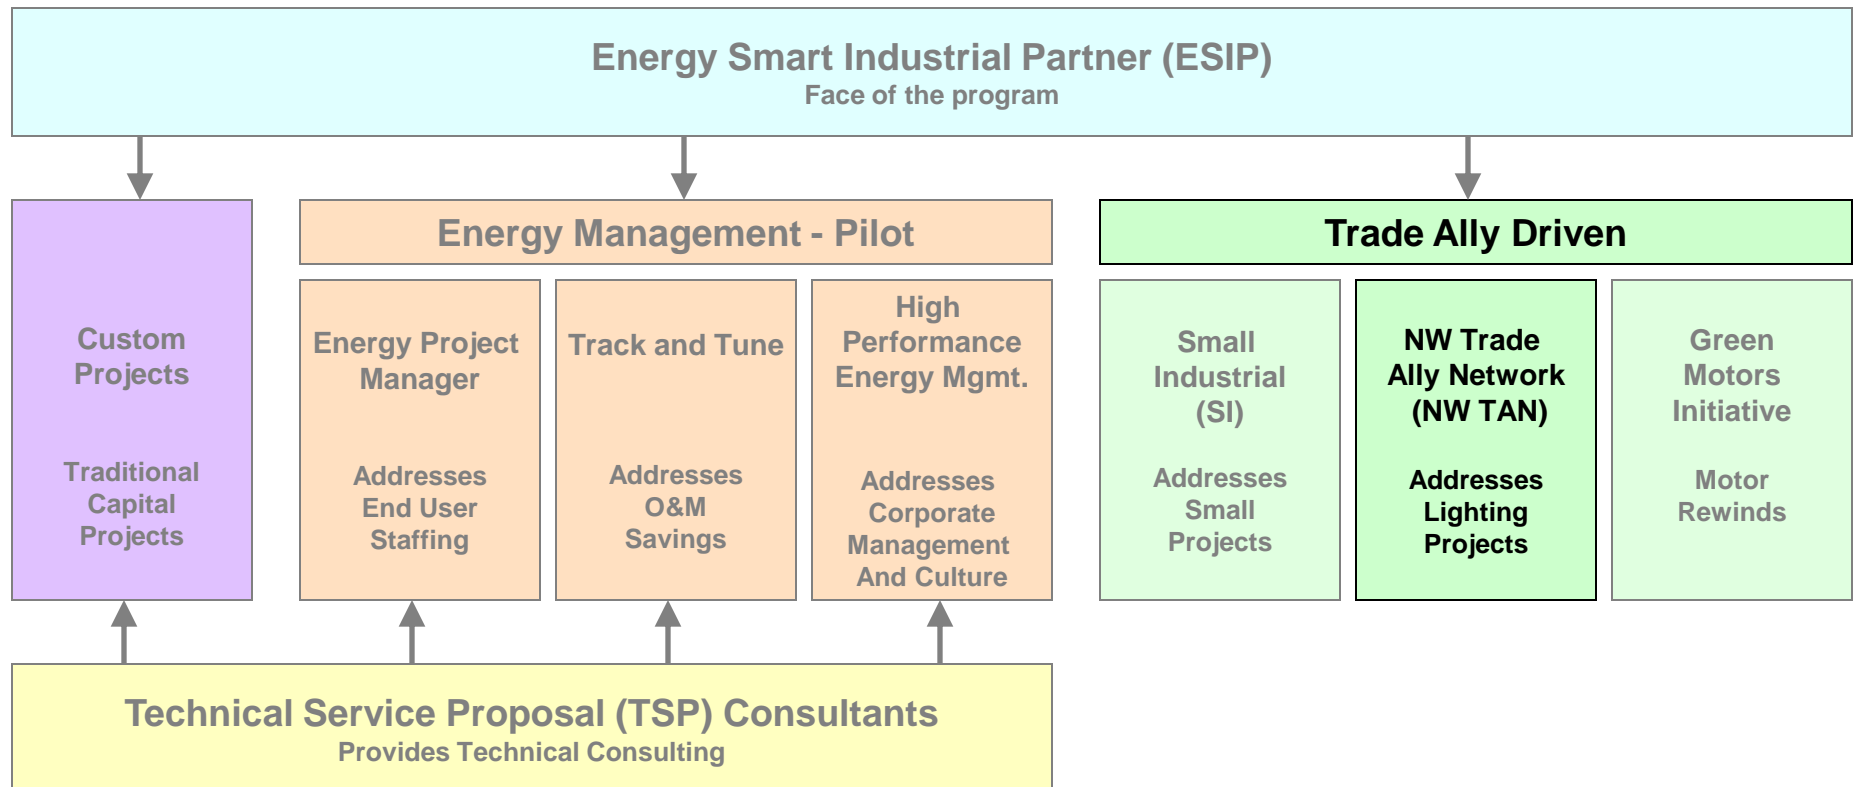 Energy Smart Industrial Partner (ESIP)
Face of the program
Custom
Projects
Traditional
Capital
Projects
Energy Management - Pilot
Energy Project
Manager
Addresses
End User
Staffing
Track and Tune
Addresses
O&M
Savings
High
Performance
Energy Mgmt.
Addresses
Corporate
Management
And Culture
Trade Ally Driven
Small
Industrial
(SI)
Addresses
Small
Projects
NW Trade
Ally Network
(NW TAN)
Addresses
Lighting
Projects
Green
Motors
Initiative
Motor
Rewinds
Technical Service Proposal (TSP) Consultants
Provides Technical Consulting